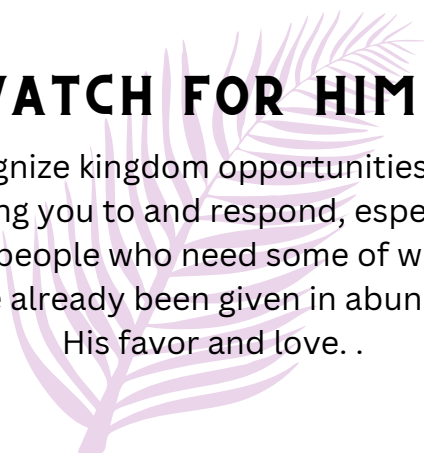 WATCH FOR HIM
gnize kingdom opportunities
ng you to and respond, espe
people who need some of w
already been given in abun
His favor and love. .